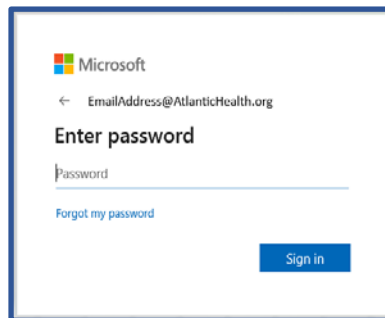 Microsoft
← EmailAddress@AtlanticHealth.org
Enter password
Password
Forgot my password
Sign in